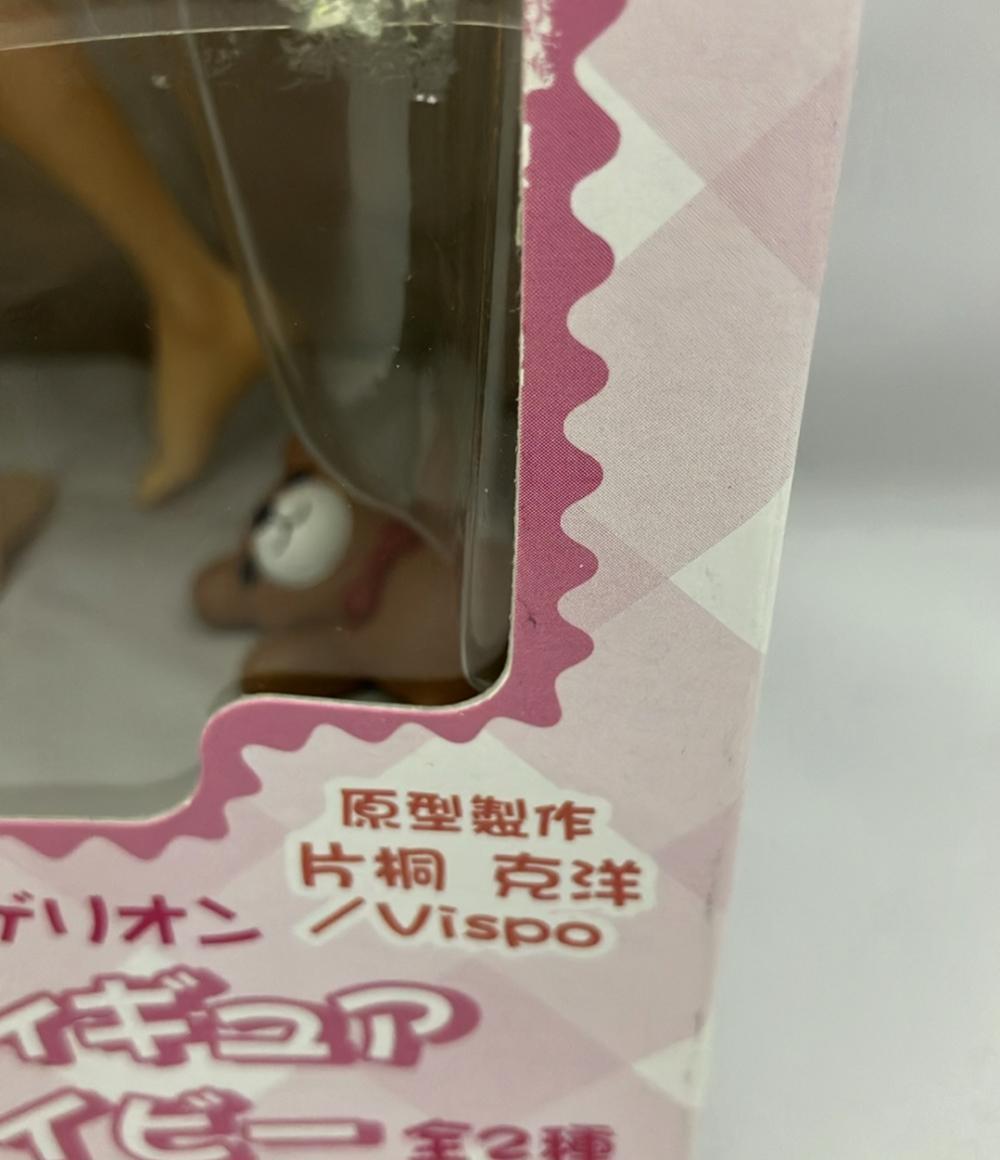 原型製作
片桐 克洋
/Vispo
ゲリオン
ィギュア
イビー 全2種